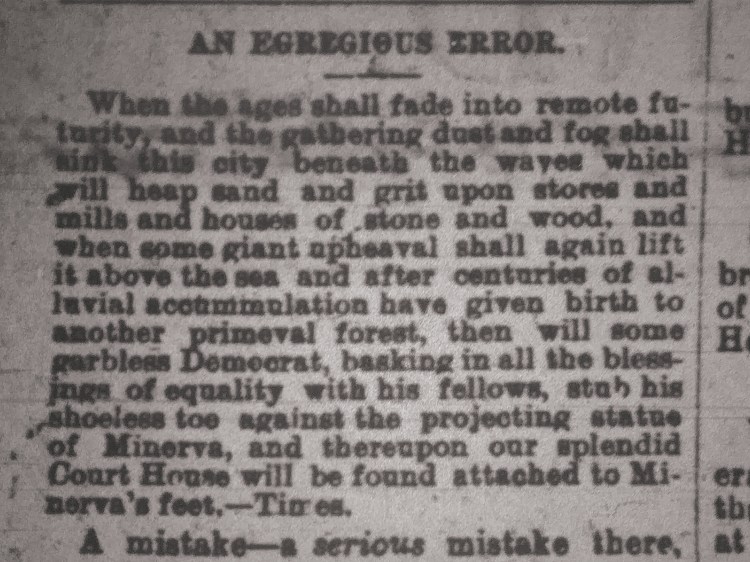 AN EGREGIOUS ERROR.
When the ages shall fade into remote fu-
turity, and the gathering dust and fog shall
sink this city beneath the waves which
will heap sand and grit upon stores and
mills and houses of stone and wood, and
when some giant upheaval shall again lift
it above the sea and after centuries of al-
luvial accummulation have given birth to
another primeval forest, then will some
garbless Democrat, basking in all the bless-
ings of equality with his fellows, stub his
shoeless toe against the projecting statue
of Minerva, and thereupon our splendid
Court House will be found attached to Mi-
nerva's feet.—Times.
A mistake—a serious mistake there,